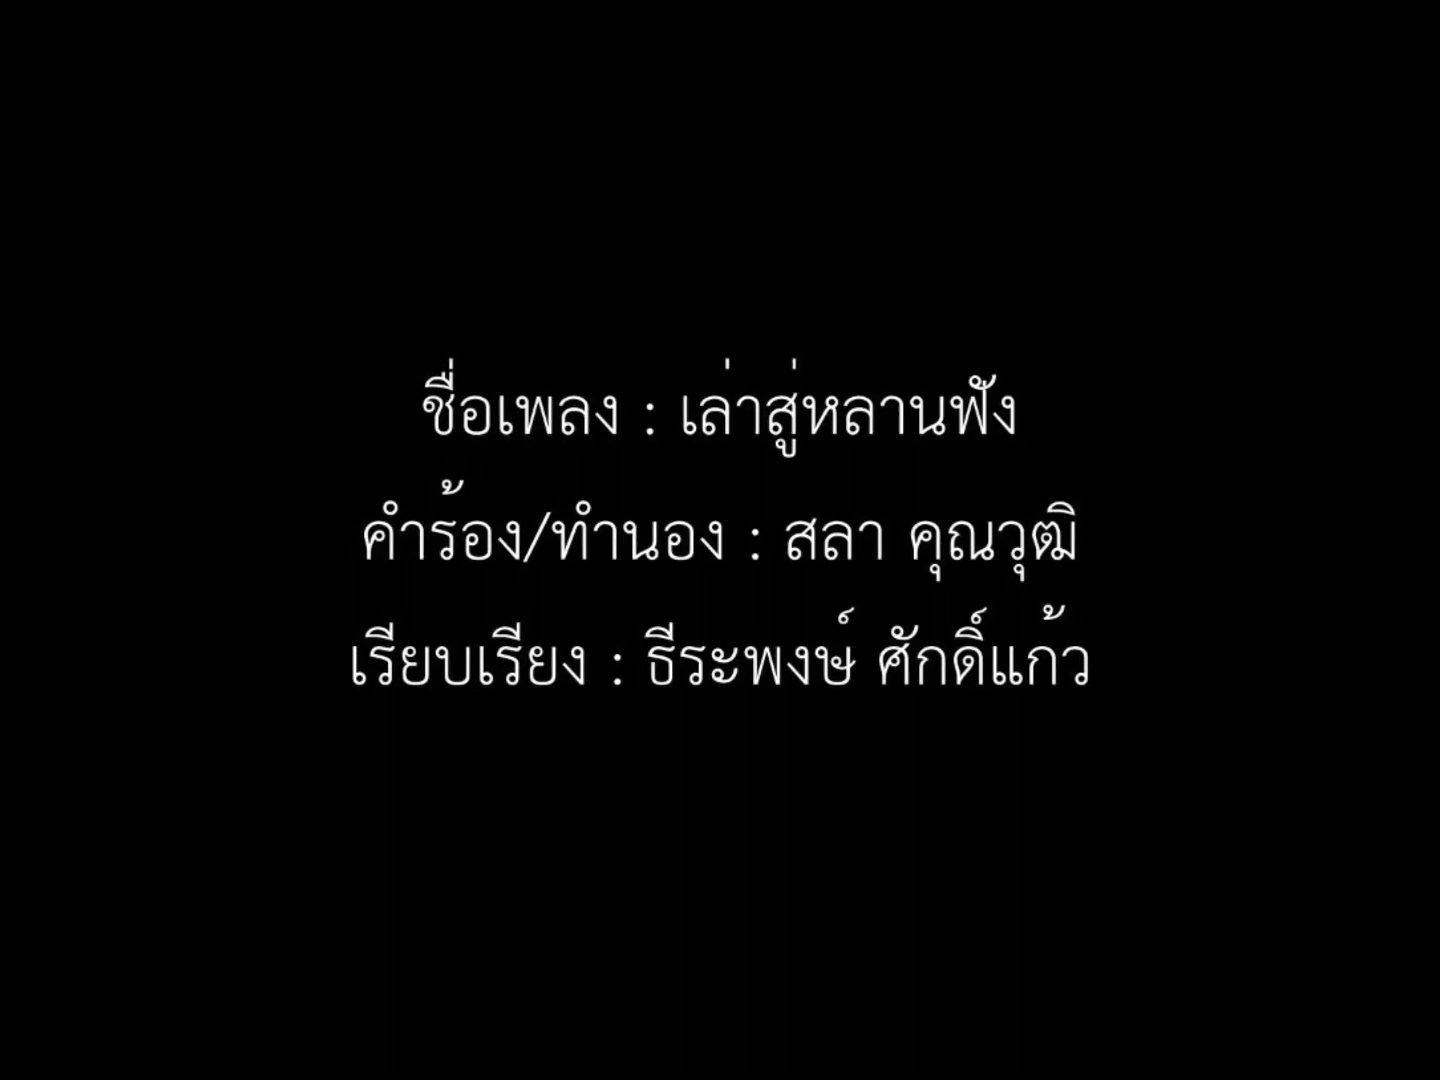 ชื่อเพลง : เล่าสู่หลานฟัง
คำร้อง/ทำนอง : สลา คุณวุฒิ
เรียบเรียง : ธีระพงษ์ ศักดิ์แก้ว